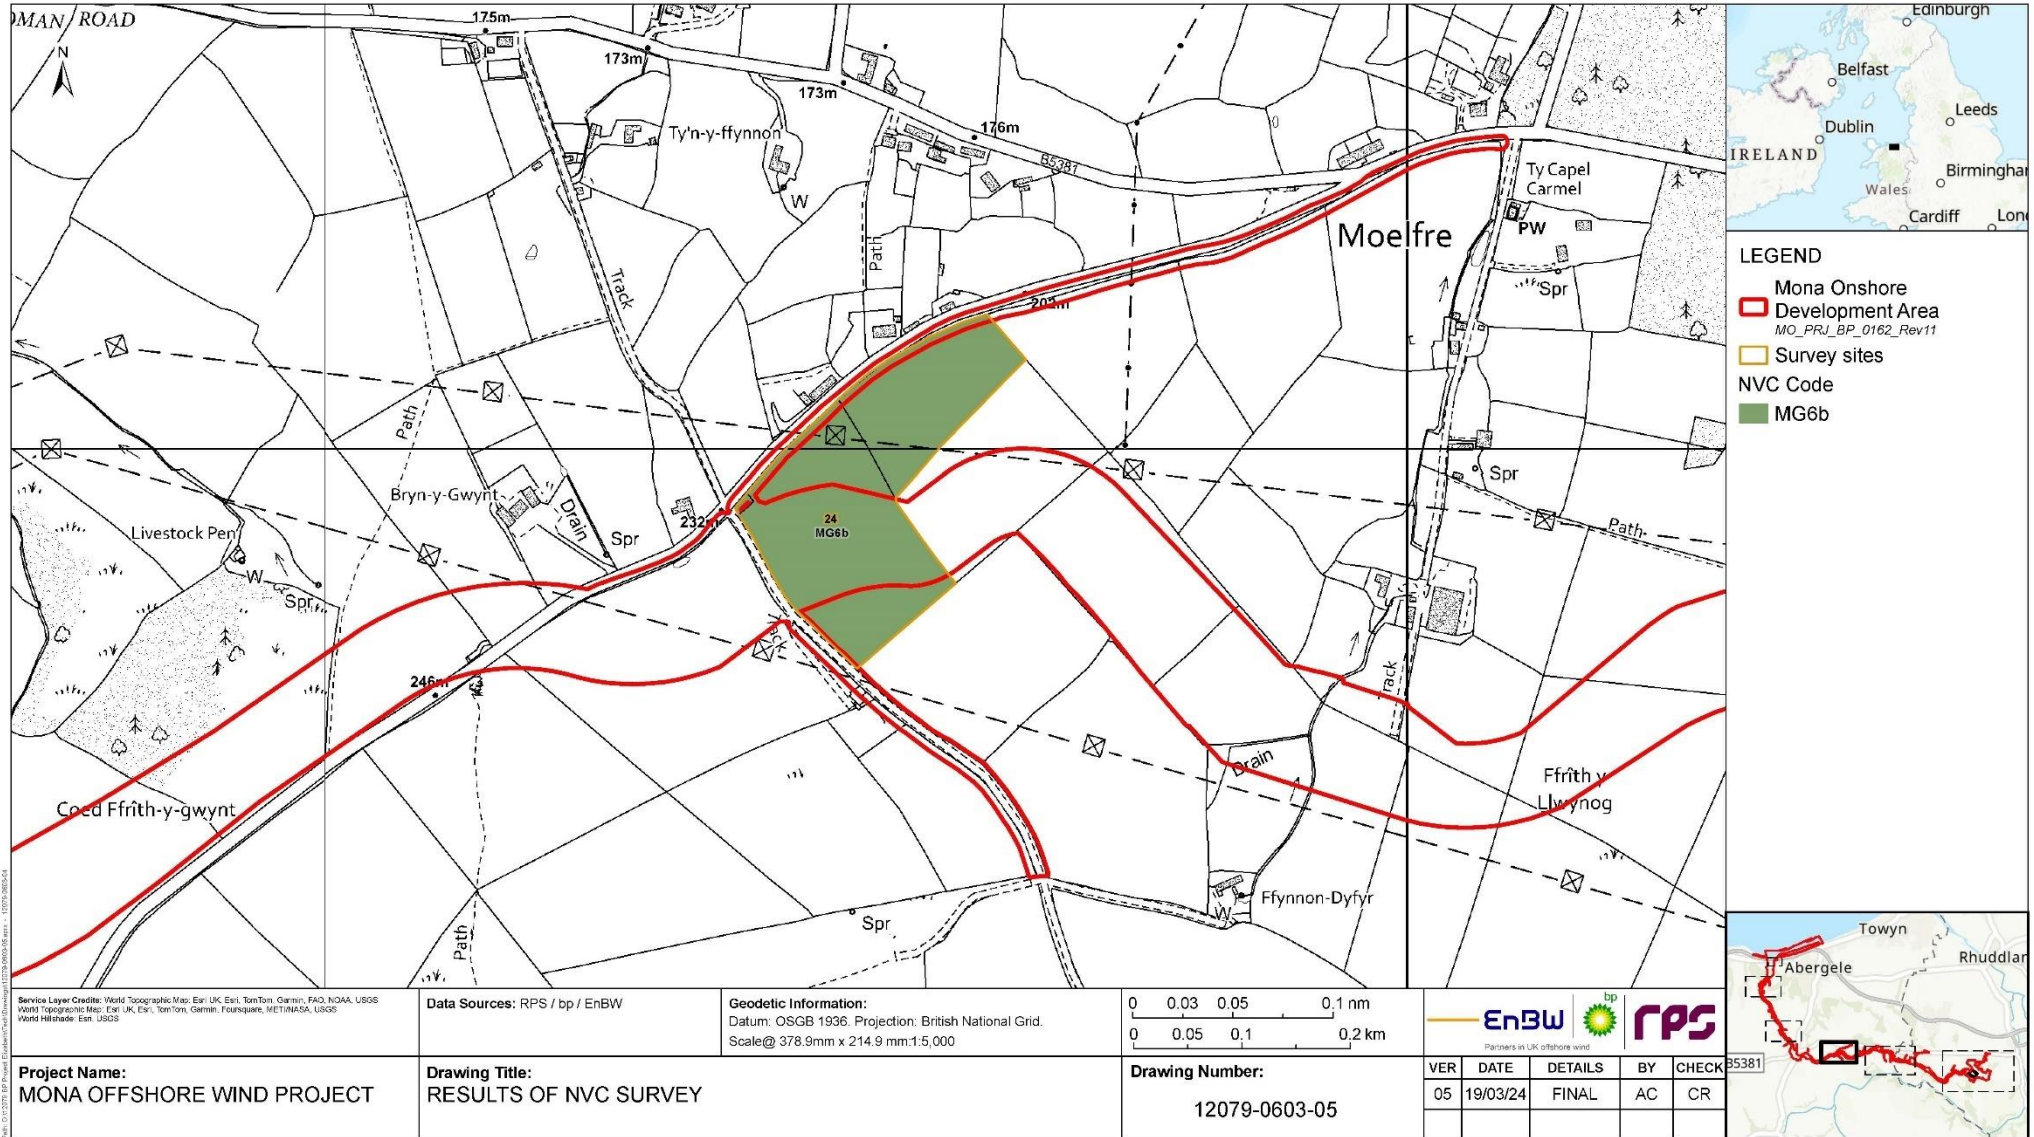 OMAN ROAD
N
175m
173m
173m
Ty'n-y-ffynnon
176m
B5381
W
Path
Track
Ty Capel
Carmel
PW
Moelfre
Spr
202m
Path
Bryn-y-Gwynt
Drain
Spr
232m
Livestock Pen
W
Spr
24
MG6b
Spr
Path
Track
246m
Track
Coed Ffrîth-y-gwynt
Drain
Ffrîth y
Llwynog
Path
Spr
W
Ffynnon-Dyfyr
Edinburgh
Belfast
Leeds
Dublin
IRELAND
Birmingha
Wales
Cardiff
Lon
LEGEND
Mona Onshore
Development Area
MO_PRJ_BP_0162_Rev11
Survey sites
NVC Code
MG6b
Towyn
Rhuddlan
Abergele
B5381
Service Layer Credits: World Topographic Map: Esri UK, Esri, TomTom, Garmin, FAO, NOAA, USGS
World Topographic Map: Esri UK, Esri, TomTom, Garmin, Foursquare, METI/NASA, USGS
World Hillshade: Esri, USGS
Data Sources: RPS / bp / EnBW
Geodetic Information:
Datum: OSGB 1936. Projection: British National Grid.
Scale@ 378.9mm x 214.9 mm:1:5,000
0 0.03 0.05 0.1 nm
0 0.05 0.1 0.2 km
EnBW
Partners in UK offshore wind
bp
rps
Project Name:
MONA OFFSHORE WIND PROJECT
Drawing Title:
RESULTS OF NVC SURVEY
Drawing Number:
12079-0603-05
VER DATE DETAILS BY CHECK
05 19/03/24 FINAL AC CR